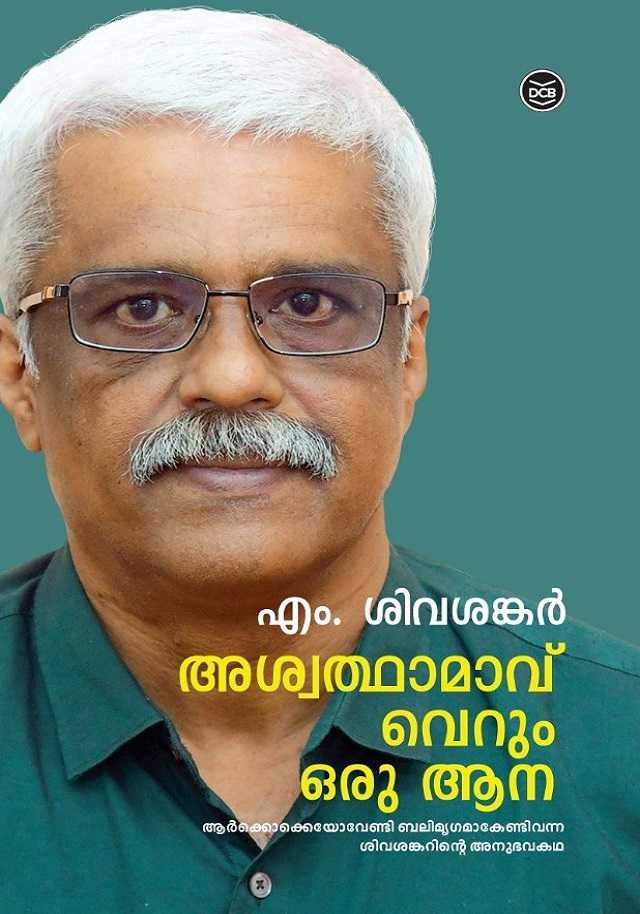 DCB
എം. ശിവശങ്കർ
അശ്വത്ഥാമാവ്
വെറും
ഒരു ആന
ആർക്കൊക്കെയോവേണ്ടി ബലിമൃഗമാകേണ്ടിവന്ന
ശിവശങ്കറിന്റെ അനുഭവകഥ